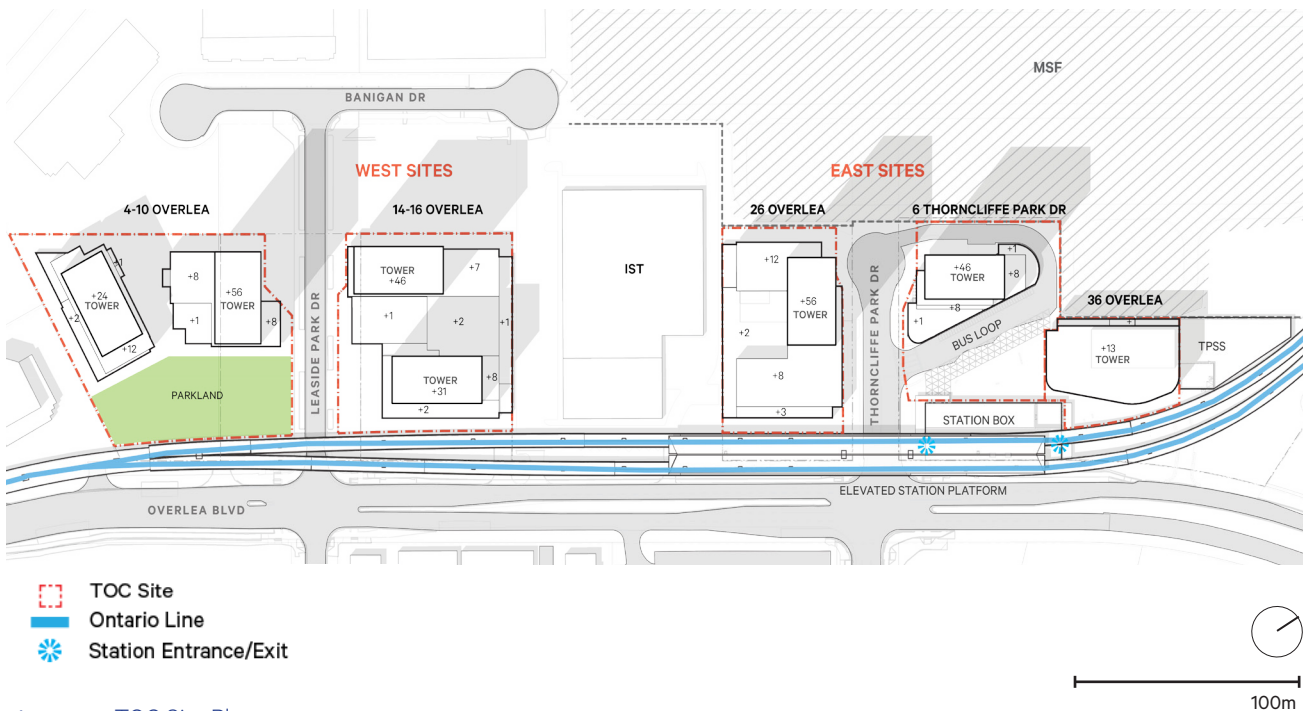 MSF
BANIGAN DR
WEST SITES
EAST SITES
4-10 OVERLEA
14-16 OVERLEA
26 OVERLEA
6 THORNCLIFFE PARK DR
+1
+8
+24
TOWER
+2
+12
+56
TOWER
+1
+8
PARKLAND
LEASIDE PARK DR
TOWER
+46
+7
+1
+2
+1
TOWER
+31
+8
+2
IST
+12
+56
TOWER
+2
+8
+3
THORNCLIFFE PARK DR
+1
+46
TOWER
+8
+8
+1
BUS LOOP
36 OVERLEA
+1
+13
TOWER
TPSS
STATION BOX
ELEVATED STATION PLATFORM
OVERLEA BLVD
TOC Site
Ontario Line
Station Entrance/Exit
100m